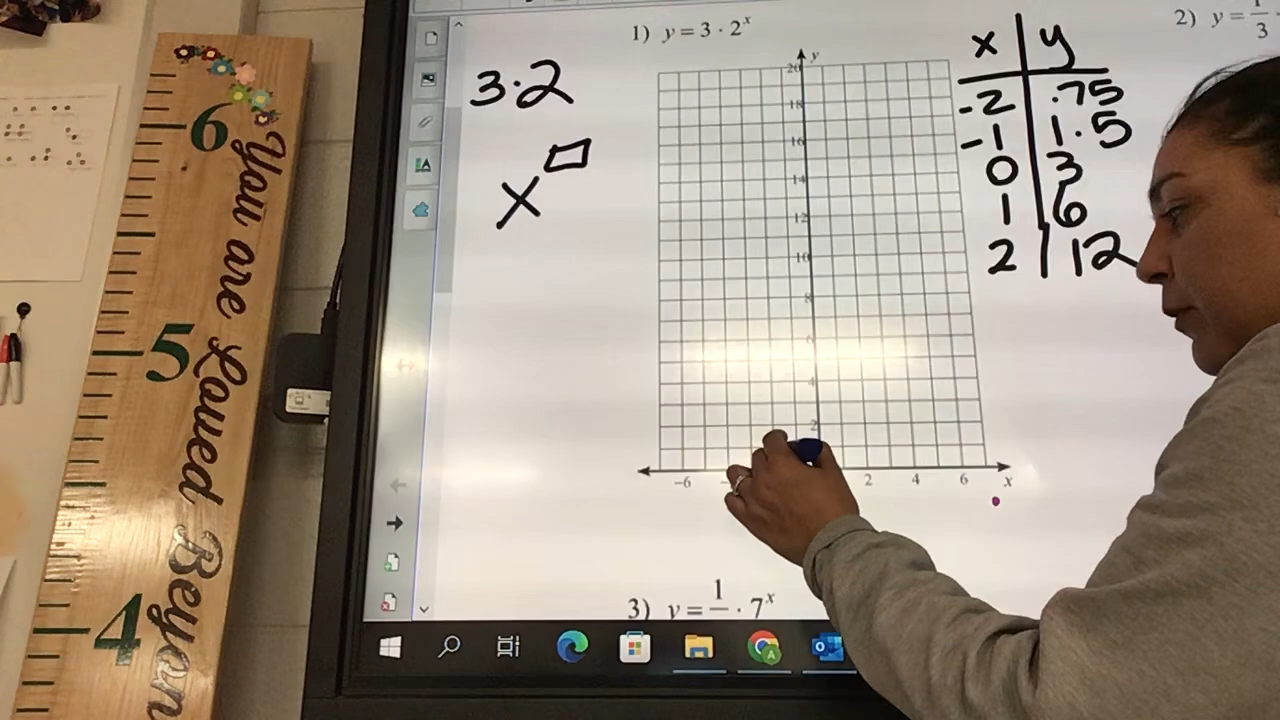 6
5
4
You are Loved Beyon
1) y = 3 · 2ˣ
2) y = 1/3
3 · 2
x▱
y
20
18
16
14
12
10
8
6
4
2
-6
2
4
6
x
x | y
-2 | .75
-1 | 1.5
0 | 3
1 | 6
2 | 12
3) y = 1/ · 7ˣ